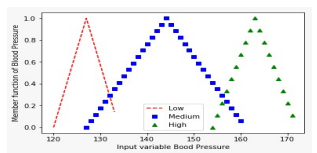 Member function of Bood Pressure
1.0
0.8
0.6
0.4
0.2
0.0
Low
Medium
High
120 130 140 150 160 170
Input variable Bood Pressure